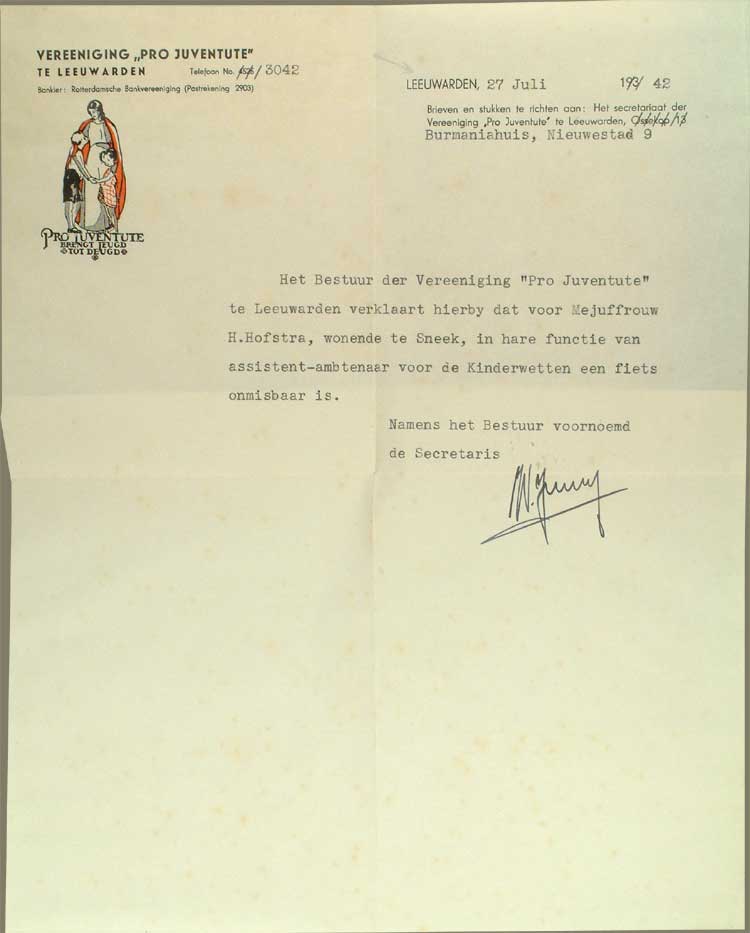 VEREENIGING „PRO JUVENTUTE"
TE LEEUWARDEN Telefoon No. 3042
Bankier: Rotterdamsche Bankvereeniging (Postrekening 2903)
PRO JUVENTUTE
BRENGT JEUGD
TOT DEUGD
LEEUWARDEN, 27 Juli 193/ 42
Brieven en stukken te richten aan: Het secretariaat der
Vereeniging „Pro Juventute" te Leeuwarden,
Burmaniahuis, Nieuwestad 9
Het Bestuur der Vereeniging "Pro Juventute"
te Leeuwarden verklaart hierby dat voor Mejuffrouw
H.Hofstra, wonende te Sneek, in hare functie van
assistent-ambtenaar voor de Kinderwetten een fiets
onmisbaar is.
Namens het Bestuur voornoemd
de Secretaris